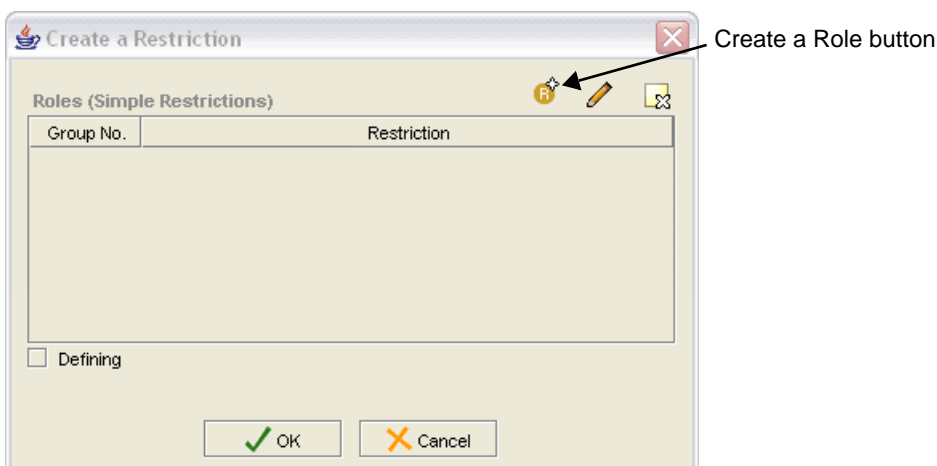 Create a Restriction
Create a Role button
Roles (Simple Restrictions)
R
Group No. Restriction
Defining
OK Cancel